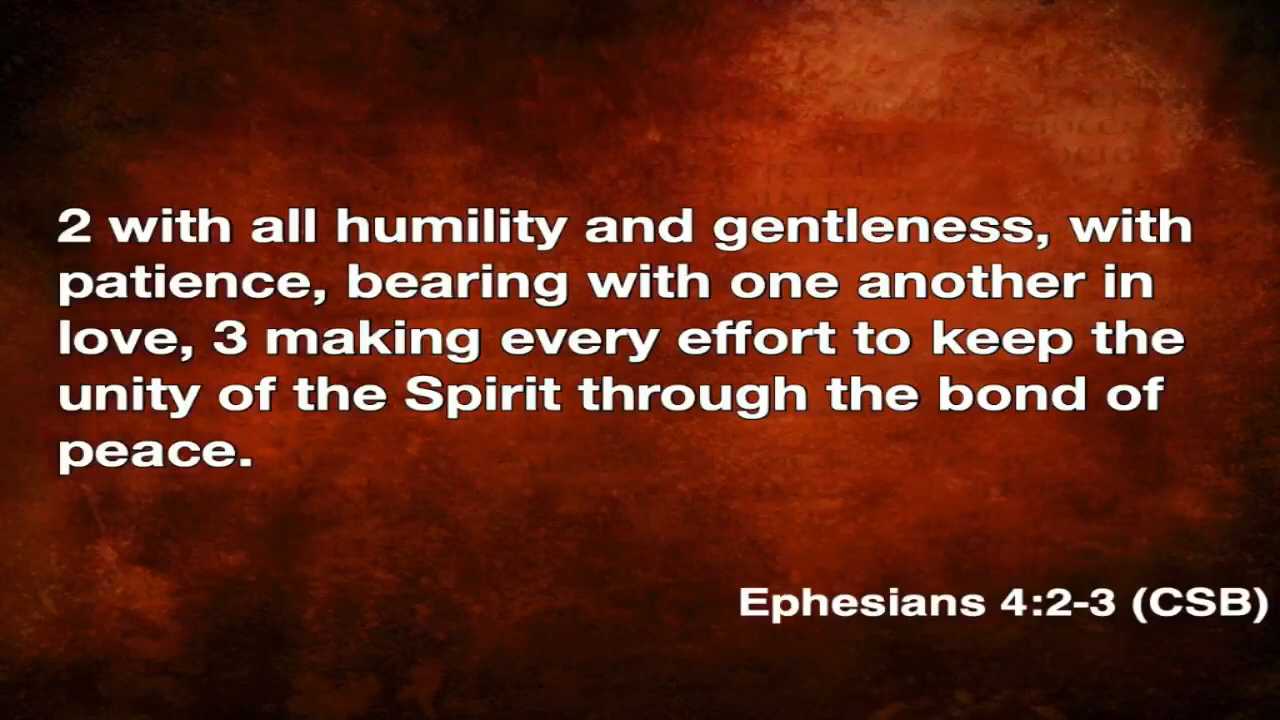 2 with all humility and gentleness, with
patience, bearing with one another in
love, 3 making every effort to keep the
unity of the Spirit through the bond of
peace.
Ephesians 4:2-3 (CSB)